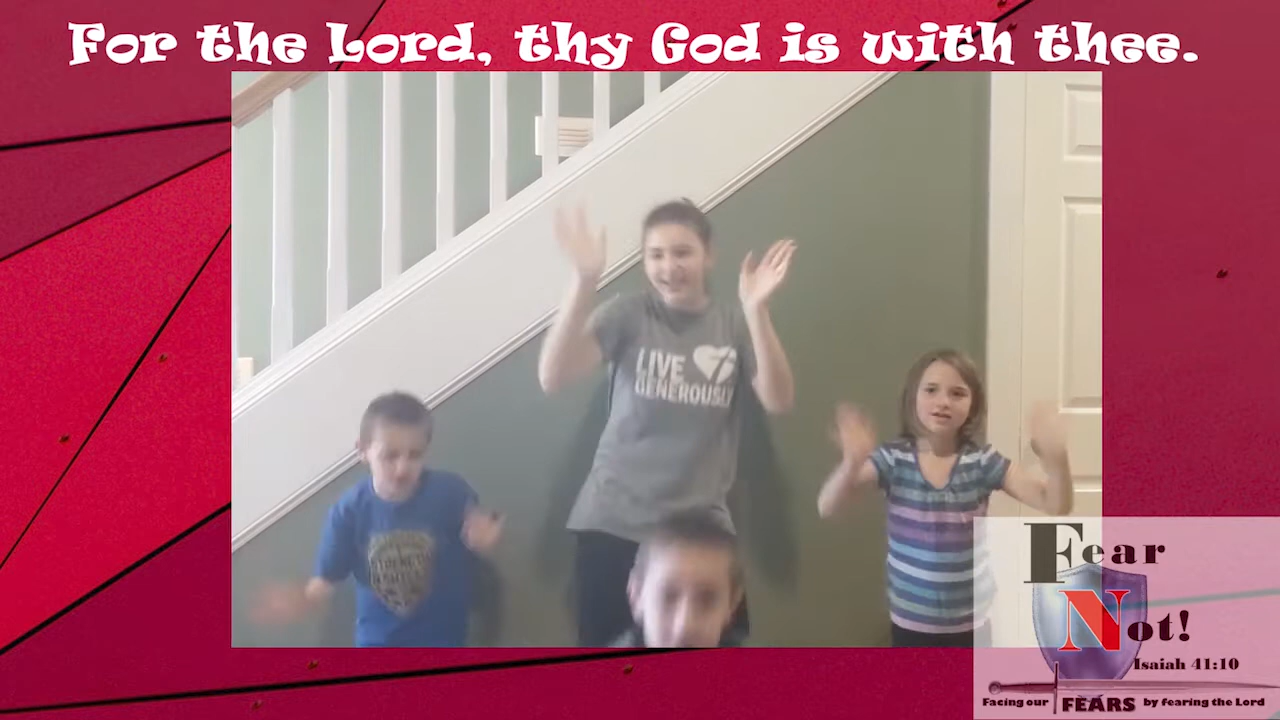 For the Lord, thy God is with thee.
LIVE
GENEROUSLY
Fear
Not!
Isaiah 41:10
Facing our FEARS by fearing the Lord